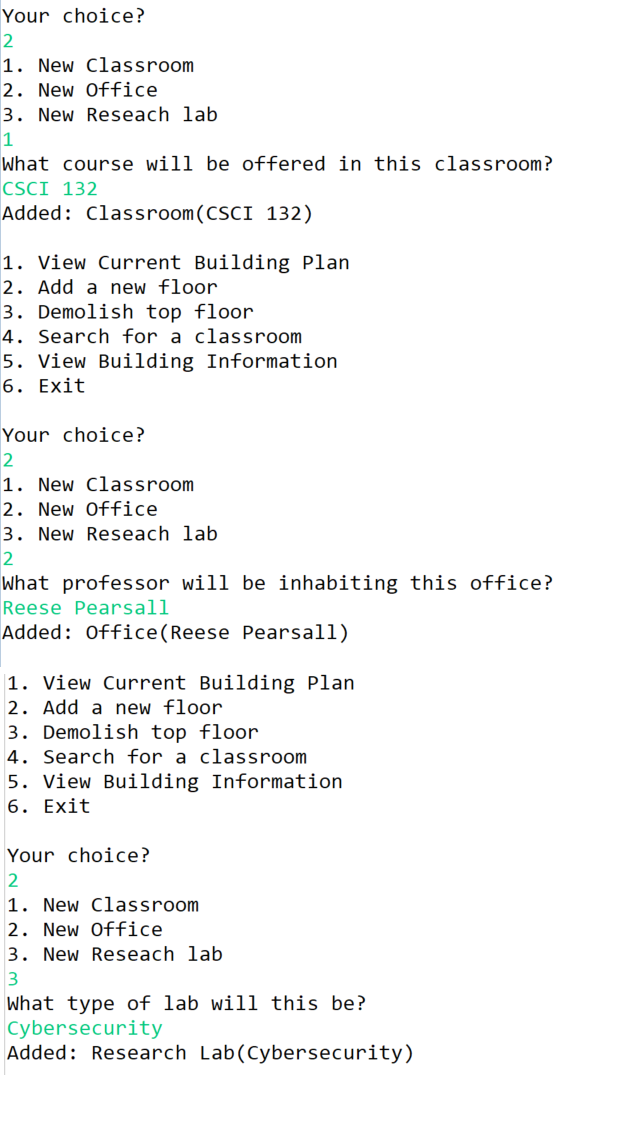 Your choice?
2
1. New Classroom
2. New Office
3. New Reseach lab
1
What course will be offered in this classroom?
CSCI 132
Added: Classroom(CSCI 132)
1. View Current Building Plan
2. Add a new floor
3. Demolish top floor
4. Search for a classroom
5. View Building Information
6. Exit
Your choice?
2
1. New Classroom
2. New Office
3. New Reseach lab
2
What professor will be inhabiting this office?
Reese Pearsall
Added: Office(Reese Pearsall)
1. View Current Building Plan
2. Add a new floor
3. Demolish top floor
4. Search for a classroom
5. View Building Information
6. Exit
Your choice?
2
1. New Classroom
2. New Office
3. New Reseach lab
3
What type of lab will this be?
Cybersecurity
Added: Research Lab(Cybersecurity)